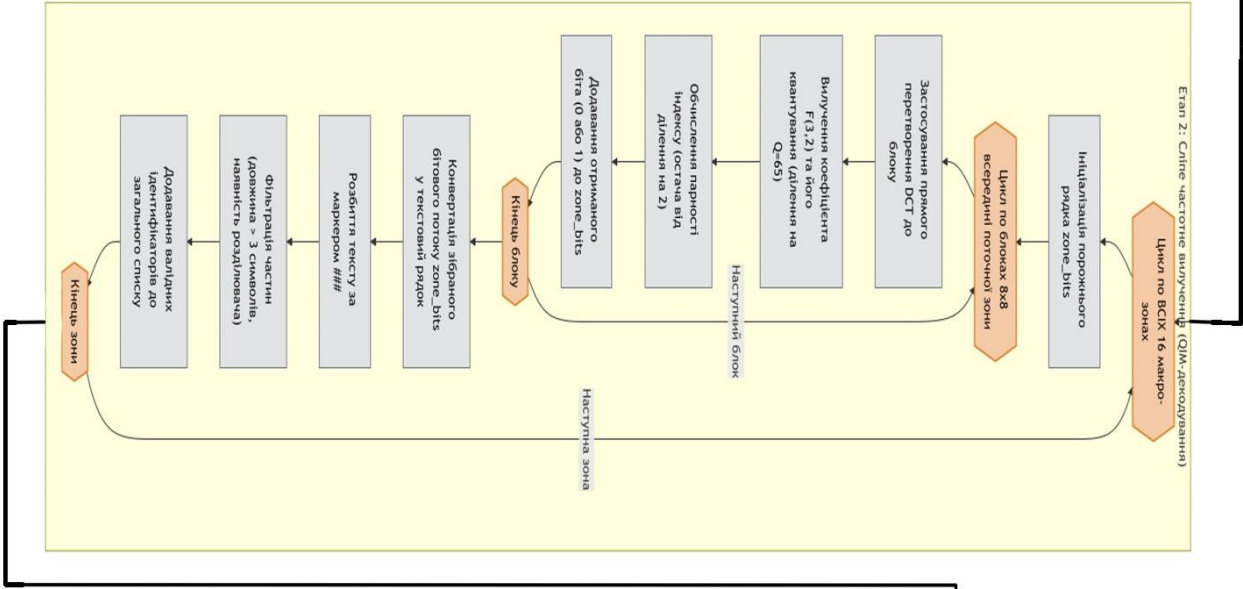 Етап 2: Сліпе частотне вилучення (QIM-декодування)
Цикл по ВСІХ 16 макро-
зонах
Ініціалізація порожнього
рядка zone_bits
Цикл по блоках 8x8
всередині поточної зони
Застосування прямого
перетворення DCT до
блоку
Вилучення коефіцієнта
F(3,2) та його
квантування (ділення на
Q=65)
Обчислення парності
індексу (остача від
ділення на 2)
Додавання отриманого
біта (0 або 1) до zone_bits
Кінець блоку
Наступний блок
Конвертація зібраного
бітового потоку zone_bits
у текстовий рядок
Розбиття тексту за
маркером ###
Фільтрація частин
(довжина > 3 символів,
наявність розділювача)
Додавання валідних
ідентифікаторів до
загального списку
Кінець зони
Наступна зона